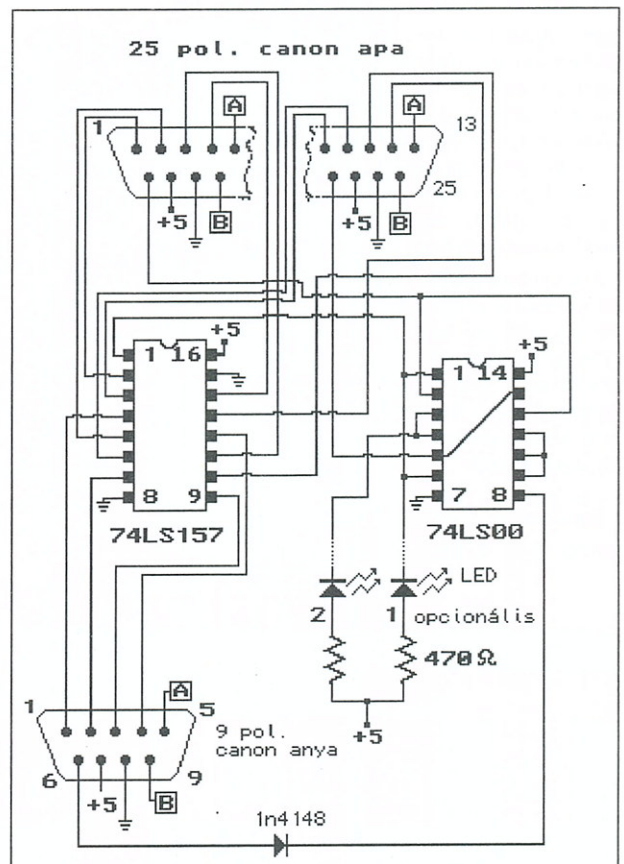 25 pol. canon apa
A
A
1
13
25
+5
B
+5
B
+5
1 16
+5
1 14
8 9
7 8
74LS157
74LS00
LED
2
1 opcionális
470Ω
1
A
5
+5
9 pol.
canon anya
6
+5
B
9
1n4148